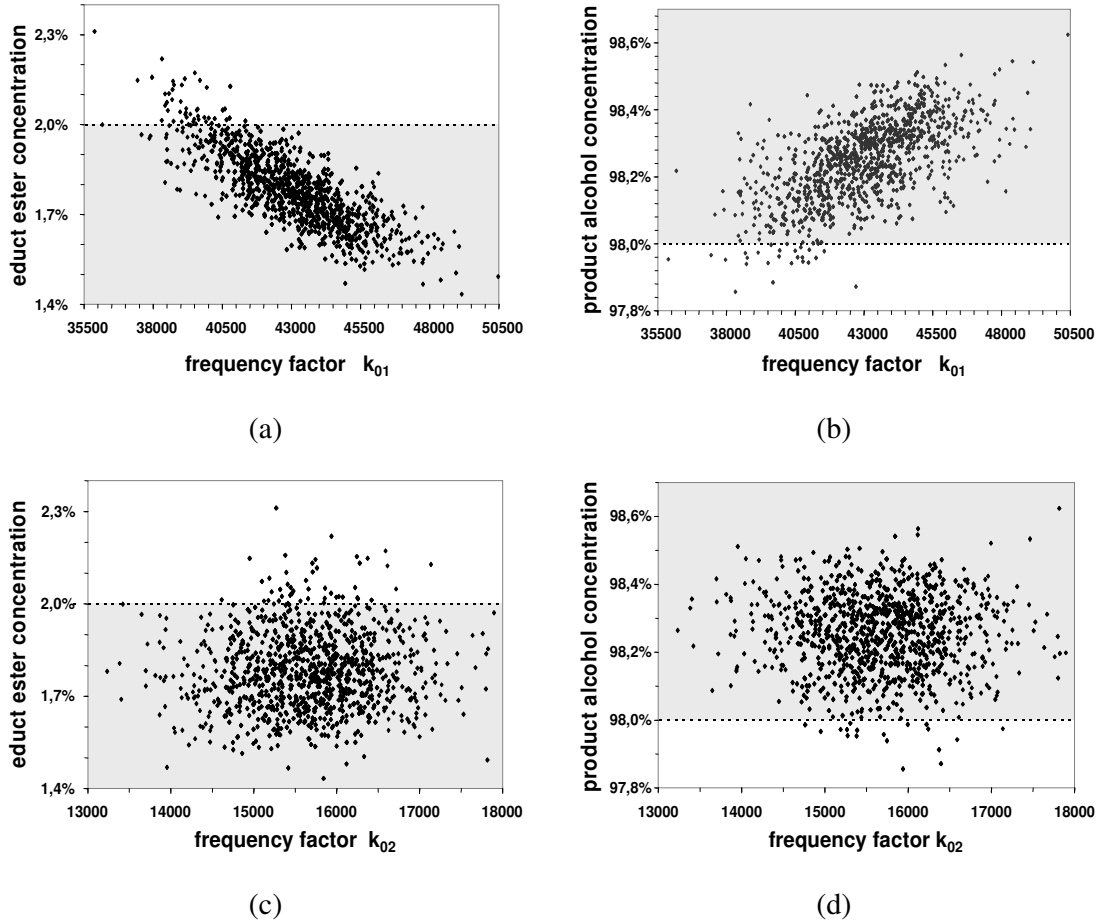 educt ester concentration
2,3%
2,0%
1,7%
1,4%
35500 38000 40500 43000 45500 48000 50500
frequency factor k01
(a)
product alcohol concentration
98,6%
98,4%
98,2%
98,0%
97,8%
35500 38000 40500 43000 45500 48000 50500
frequency factor k01
(b)
educt ester concentration
2,3%
2,0%
1,7%
1,4%
13000 14000 15000 16000 17000 18000
frequency factor k02
(c)
product alcohol concentration
98,6%
98,4%
98,2%
98,0%
97,8%
13000 14000 15000 16000 17000 18000
frequency factor k02
(d)